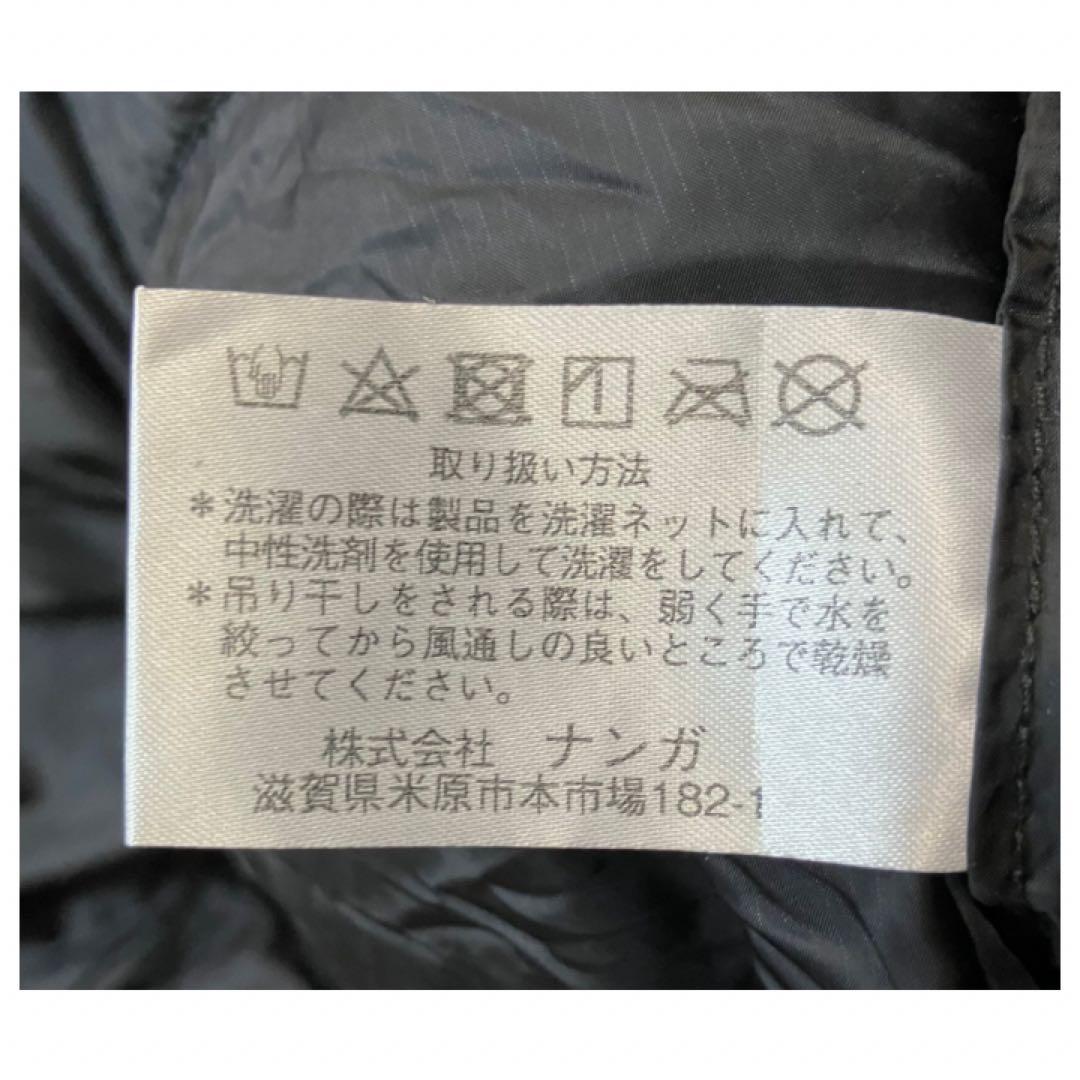 取り扱い方法
＊洗濯の際は製品を洗濯ネットに入れて、
中性洗剤を使用して洗濯をしてください。
＊吊り干しをされる際は、弱く手で水を
絞ってから風通しの良いところで乾燥
させてください。
株式会社　ナンガ
滋賀県米原市本市場182-1